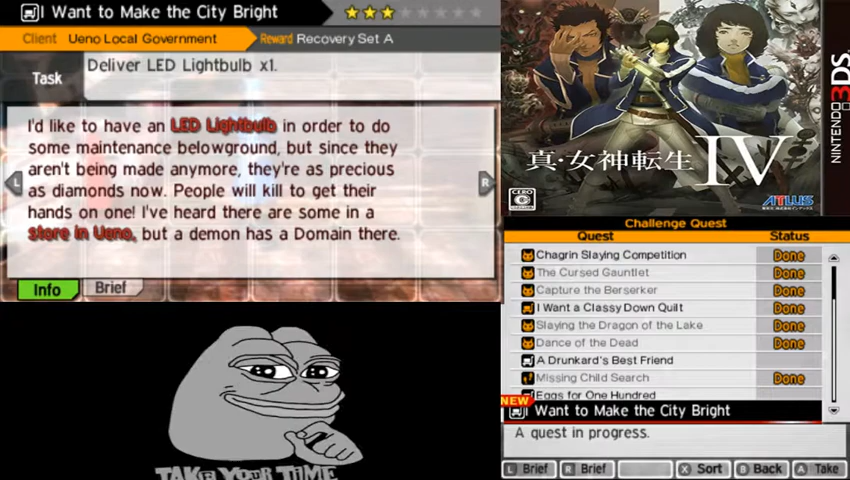 I Want to Make the City Bright
Client Ueno Local Government Reward Recovery Set A
Task
Deliver LED Lightbulb x1.
I'd like to have an LED Lightbulb in order to do
some maintenance belowground, but since they
aren't being made anymore, they're as precious
as diamonds now. People will kill to get their
hands on one! I've heard there are some in a
store in Ueno, but a demon has a Domain there.
L
R
Info Brief
真・女神転生IV
NINTENDO 3DS
CERO
C
ATLUS
Challenge Quest
Quest Status
Chagrin Slaying Competition Done
The Cursed Gauntlet Done
Capture the Berserker Done
I Want a Classy Down Quilt Done
Slaying the Dragon of the Lake Done
Dance of the Dead Done
A Drunkard's Best Friend
Missing Child Search Done
Eggs for One Hundred
NEW
I Want to Make the City Bright
A quest in progress.
L Brief R Brief X Sort B Back A Take
TAKE YOUR TIME